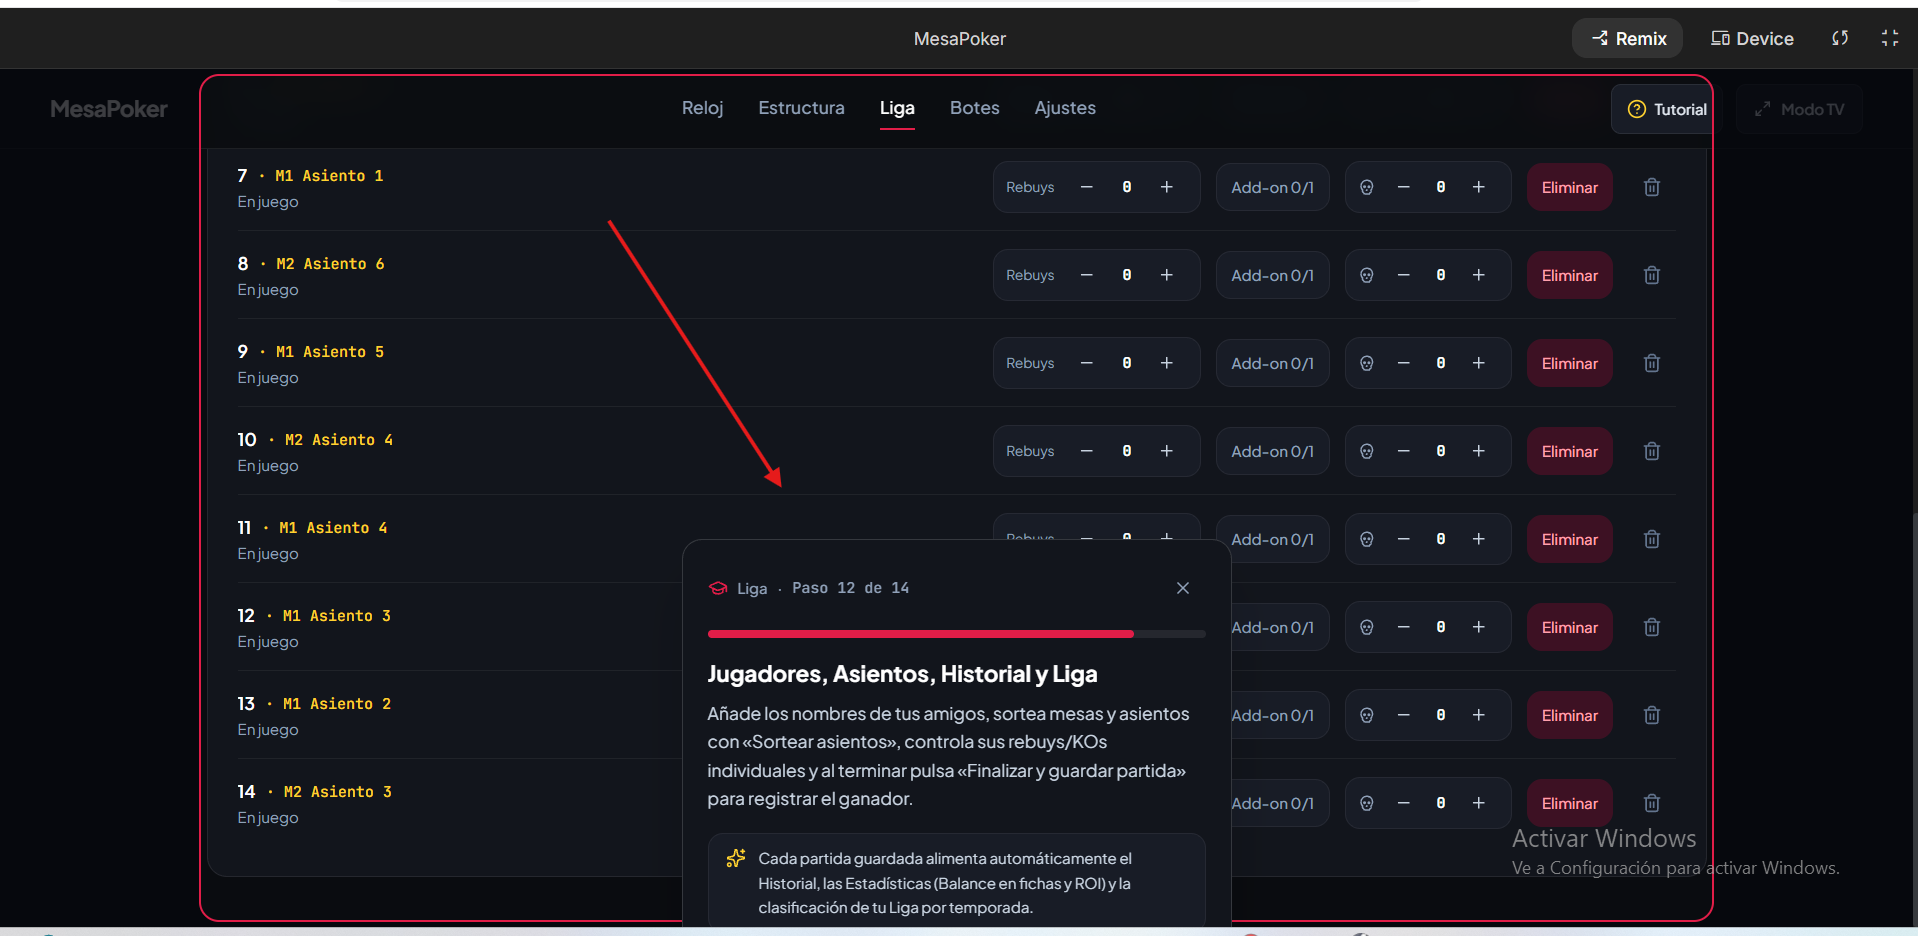 MesaPoker
Remix
Device
MesaPoker
Reloj
Estructura
Liga
Botes
Ajustes
Tutorial
Modo TV
7 · M1 Asiento 1
En juego
Rebuys − 0 +
Add-on 0/1
− 0 +
Eliminar
8 · M2 Asiento 6
En juego
Rebuys − 0 +
Add-on 0/1
− 0 +
Eliminar
9 · M1 Asiento 5
En juego
Rebuys − 0 +
Add-on 0/1
− 0 +
Eliminar
10 · M2 Asiento 4
En juego
Rebuys − 0 +
Add-on 0/1
− 0 +
Eliminar
11 · M1 Asiento 4
En juego
Rebuys − 0 +
Add-on 0/1
− 0 +
Eliminar
12 · M1 Asiento 3
En juego
Add-on 0/1
− 0 +
Eliminar
13 · M1 Asiento 2
En juego
Add-on 0/1
− 0 +
Eliminar
14 · M2 Asiento 3
En juego
Add-on 0/1
− 0 +
Eliminar
Liga · Paso 12 de 14
Jugadores, Asientos, Historial y Liga
Añade los nombres de tus amigos, sortea mesas y asientos
con «Sortear asientos», controla sus rebuys/KOs
individuales y al terminar pulsa «Finalizar y guardar partida»
para registrar el ganador.
Cada partida guardada alimenta automáticamente el
Historial, las Estadísticas (Balance en fichas y ROI) y la
clasificación de tu Liga por temporada.
Activar Windows
Ve a Configuración para activar Windows.